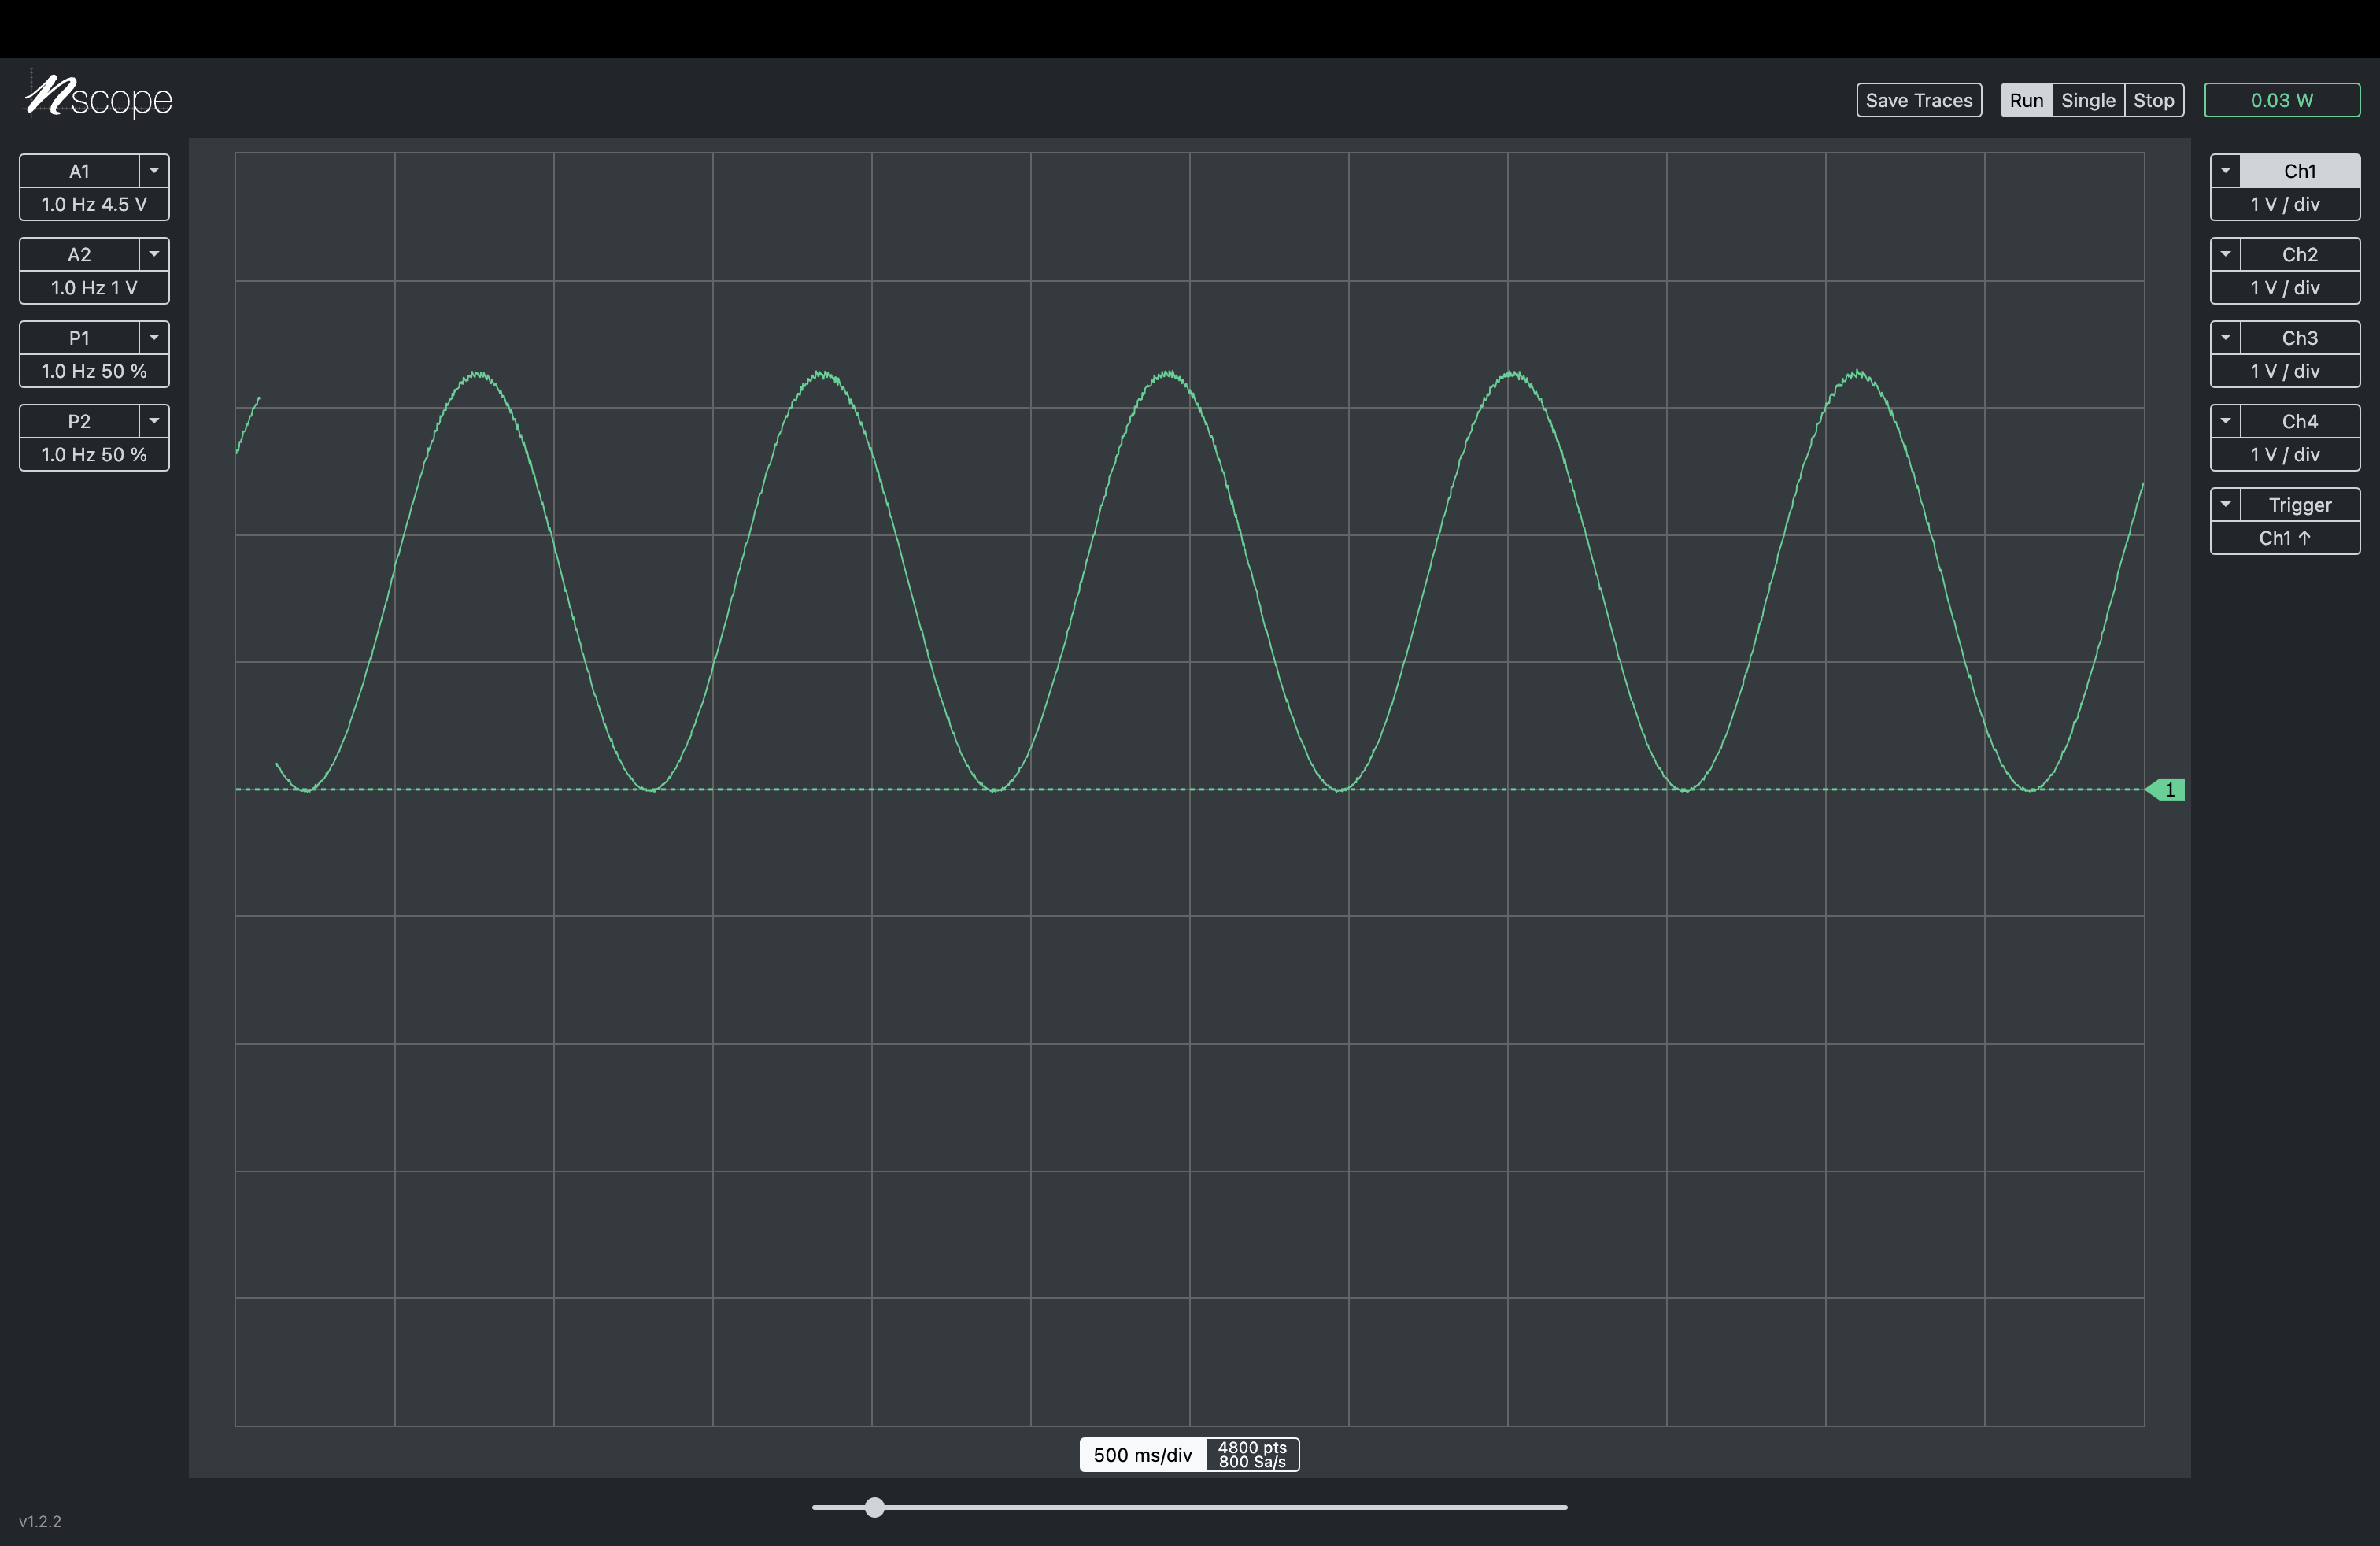 nscope
Save Traces
Run Single Stop
0.03 W
A1
1.0 Hz 4.5 V
A2
1.0 Hz 1 V
P1
1.0 Hz 50 %
P2
1.0 Hz 50 %
Ch1
1 V / div
Ch2
1 V / div
Ch3
1 V / div
Ch4
1 V / div
Trigger
Ch1 ↑
1
500 ms/div
4800 pts
800 Sa/s
v1.2.2